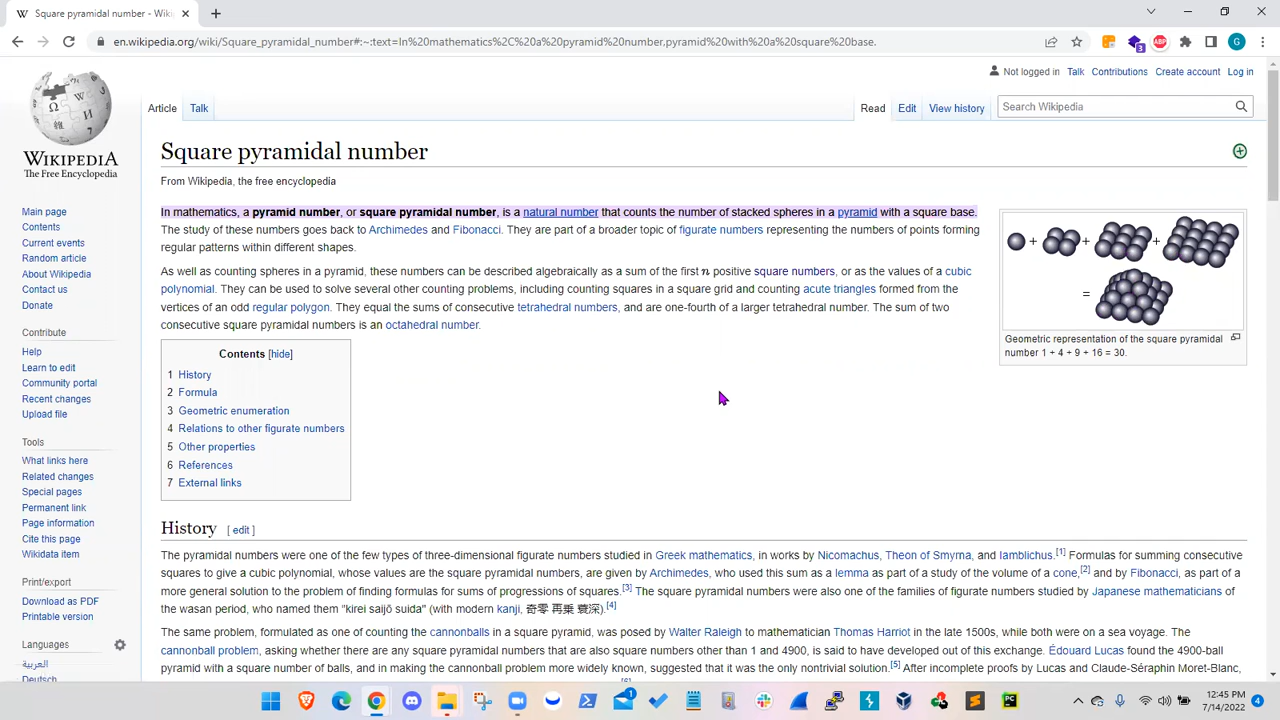 Square pyramidal number - Wiki
en.wikipedia.org/wiki/Square_pyramidal_number#:~:text=In%20mathematics%2C%20a%20pyramid%20number,pyramid%20with%20a%20square%20base.
3
ABP
G
Not logged in Talk Contributions Create account Log in
Article Talk Read Edit View history Search Wikipedia
WIKIPEDIA
The Free Encyclopedia
Main page
Contents
Current events
Random article
About Wikipedia
Contact us
Donate
Contribute
Help
Learn to edit
Community portal
Recent changes
Upload file
Tools
What links here
Related changes
Special pages
Permanent link
Page information
Cite this page
Wikidata item
Print/export
Download as PDF
Printable version
Languages
العربية
Deutsch
Square pyramidal number
From Wikipedia, the free encyclopedia
In mathematics, a pyramid number, or square pyramidal number, is a natural number that counts the number of stacked spheres in a pyramid with a square base.
The study of these numbers goes back to Archimedes and Fibonacci. They are part of a broader topic of figurate numbers representing the numbers of points forming
regular patterns within different shapes.
As well as counting spheres in a pyramid, these numbers can be described algebraically as a sum of the first n positive square numbers, or as the values of a cubic
polynomial. They can be used to solve several other counting problems, including counting squares in a square grid and counting acute triangles formed from the
vertices of an odd regular polygon. They equal the sums of consecutive tetrahedral numbers, and are one-fourth of a larger tetrahedral number. The sum of two
consecutive square pyramidal numbers is an octahedral number.
+ + +
=
Geometric representation of the square pyramidal
number 1 + 4 + 9 + 16 = 30.
Contents [hide]
1 History
2 Formula
3 Geometric enumeration
4 Relations to other figurate numbers
5 Other properties
6 References
7 External links
History [ edit ]
The pyramidal numbers were one of the few types of three-dimensional figurate numbers studied in Greek mathematics, in works by Nicomachus, Theon of Smyrna, and Iamblichus.[1] Formulas for summing consecutive
squares to give a cubic polynomial, whose values are the square pyramidal numbers, are given by Archimedes, who used this sum as a lemma as part of a study of the volume of a cone,[2] and by Fibonacci, as part of a
more general solution to the problem of finding formulas for sums of progressions of squares.[3] The square pyramidal numbers were also one of the families of figurate numbers studied by Japanese mathematicians of
the wasan period, who named them "kirei saijō suida" (with modern kanji, 奇零 再乗 蓑深).[4]
The same problem, formulated as one of counting the cannonballs in a square pyramid, was posed by Walter Raleigh to mathematician Thomas Harriot in the late 1500s, while both were on a sea voyage. The
cannonball problem, asking whether there are any square pyramidal numbers that are also square numbers other than 1 and 4900, is said to have developed out of this exchange. Édouard Lucas found the 4900-ball
pyramid with a square number of balls, and in making the cannonball problem more widely known, suggested that it was the only nontrivial solution.[5] After incomplete proofs by Lucas and Claude-Séraphin Moret-Blanc,
[6]
1
PC
12:45 PM
7/14/2022
4